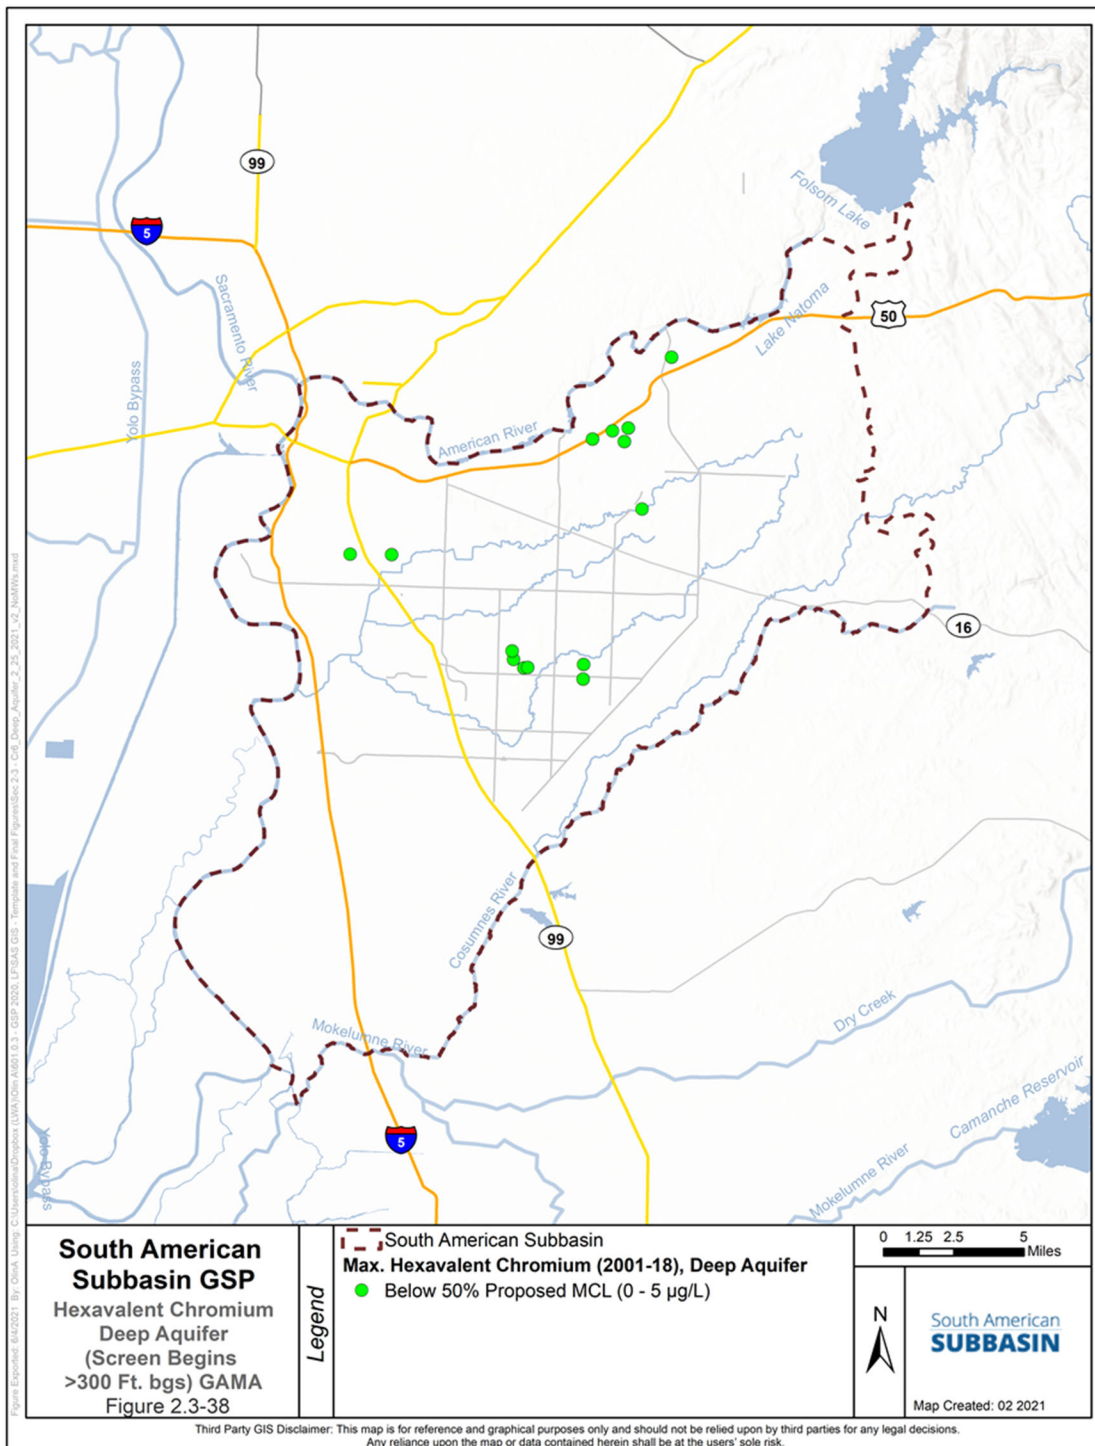 99
5
Folsom Lake
Sacramento River
50
Lake Natoma
Yolo Bypass
American River
16
Cosumnes River
99
Mokelumne River
Dry Creek
Camanche Reservoir
5
Yolo Bypass
Mokelumne River
South American
Subbasin GSP
Hexavalent Chromium
Deep Aquifer
(Screen Begins
>300 Ft. bgs) GAMA
Figure 2.3-38
Legend
South American Subbasin
Max. Hexavalent Chromium (2001-18), Deep Aquifer
Below 50% Proposed MCL (0 - 5 µg/L)
0 1.25 2.5 5
Miles
N
South American
SUBBASIN
Map Created: 02 2021
Third Party GIS Disclaimer: This map is for reference and graphical purposes only and should not be relied upon by third parties for any legal decisions.
Any reliance upon the map or data contained herein shall be at the users' sole risk.